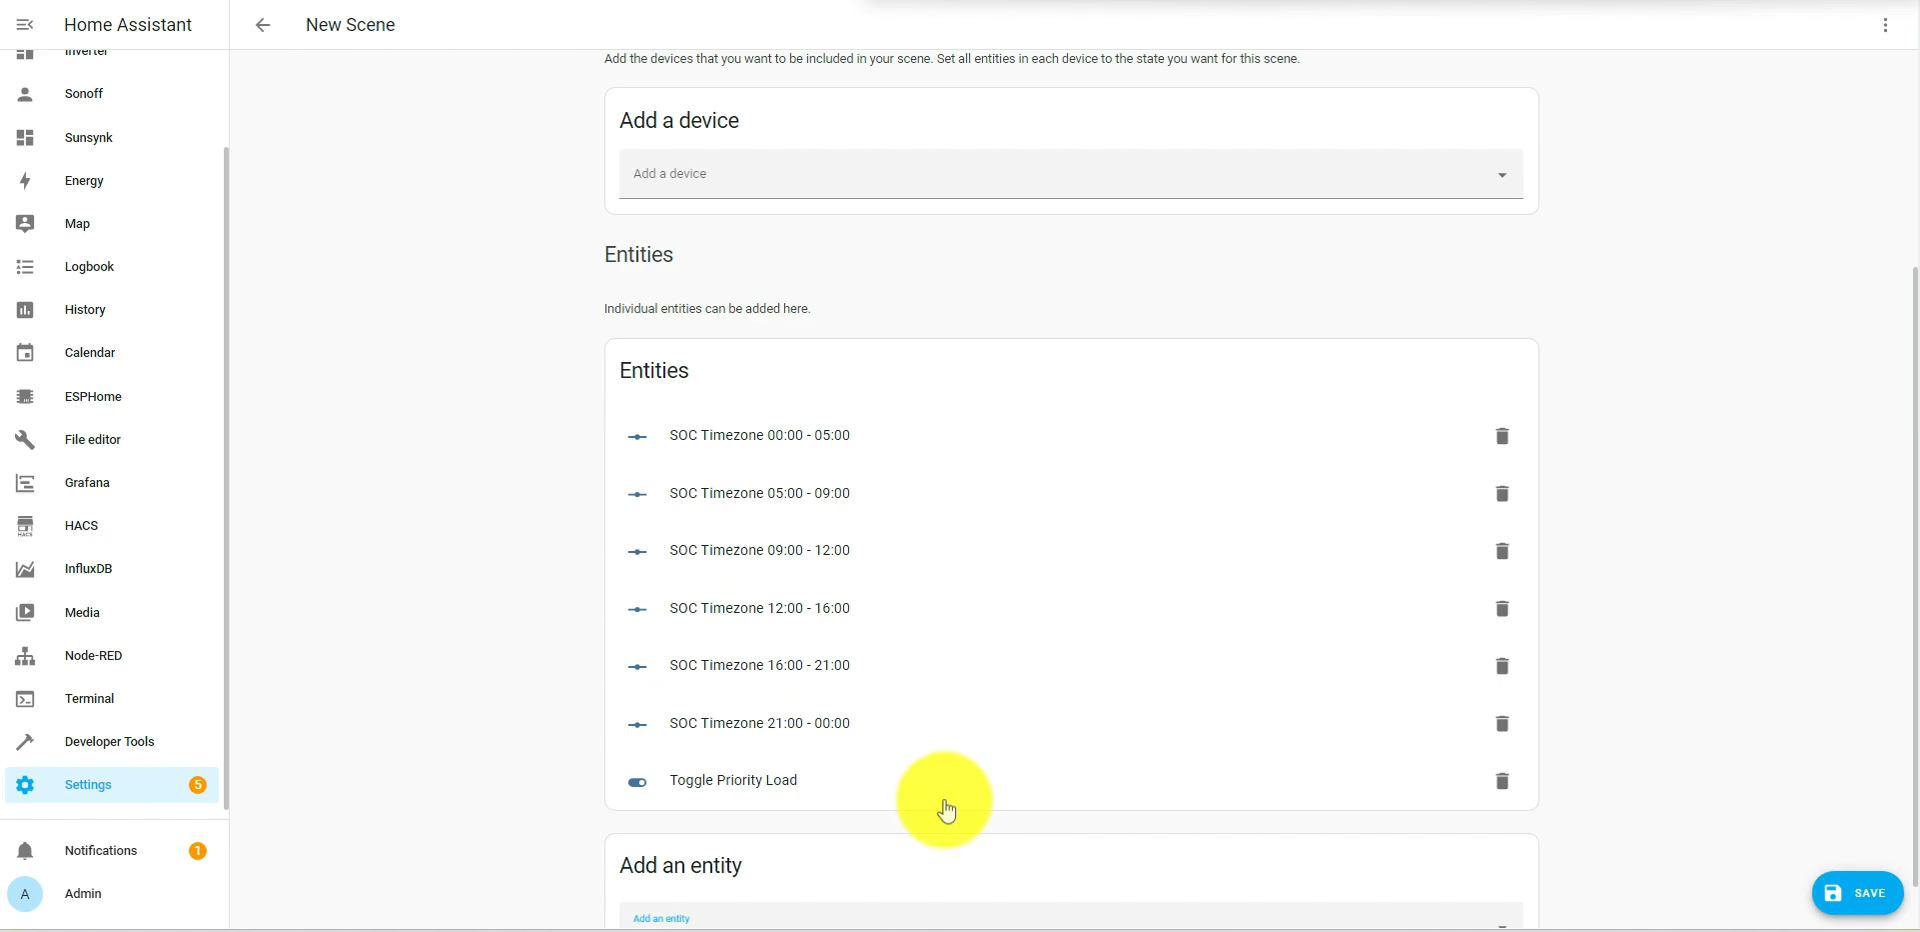 Home Assistant
New Scene
Inverter
Sonoff
Sunsynk
Energy
Map
Logbook
History
Calendar
ESPHome
File editor
Grafana
HACS
HACS
InfluxDB
Media
Node-RED
Terminal
Developer Tools
Settings
5
Notifications
1
A
Admin
Add the devices that you want to be included in your scene. Set all entities in each device to the state you want for this scene.
Add a device
Add a device
Entities
Individual entities can be added here.
Entities
SOC Timezone 00:00 - 05:00
SOC Timezone 05:00 - 09:00
SOC Timezone 09:00 - 12:00
SOC Timezone 12:00 - 16:00
SOC Timezone 16:00 - 21:00
SOC Timezone 21:00 - 00:00
Toggle Priority Load
Add an entity
Add an entity
SAVE